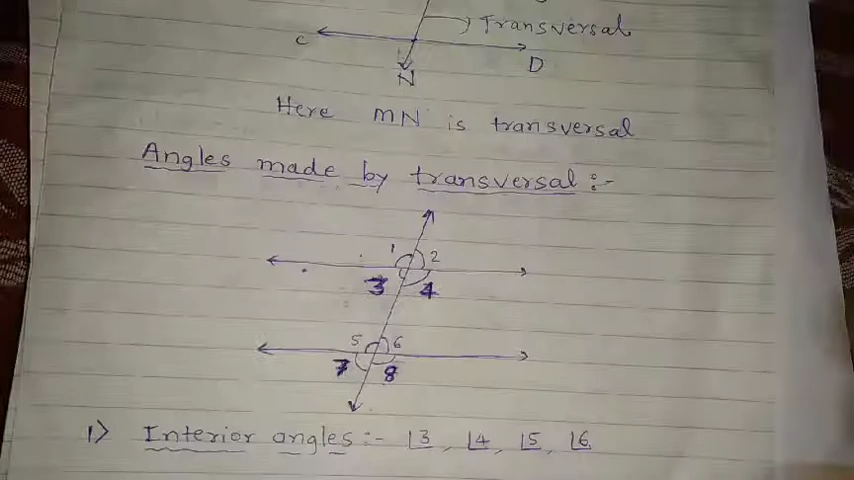 Transversal
C
D
N
Here MN is transversal
Angles made by transversal :-
1 2
3 4
5 6
7 8
1> Interior angles :- ∠3, ∠4, ∠5, ∠6